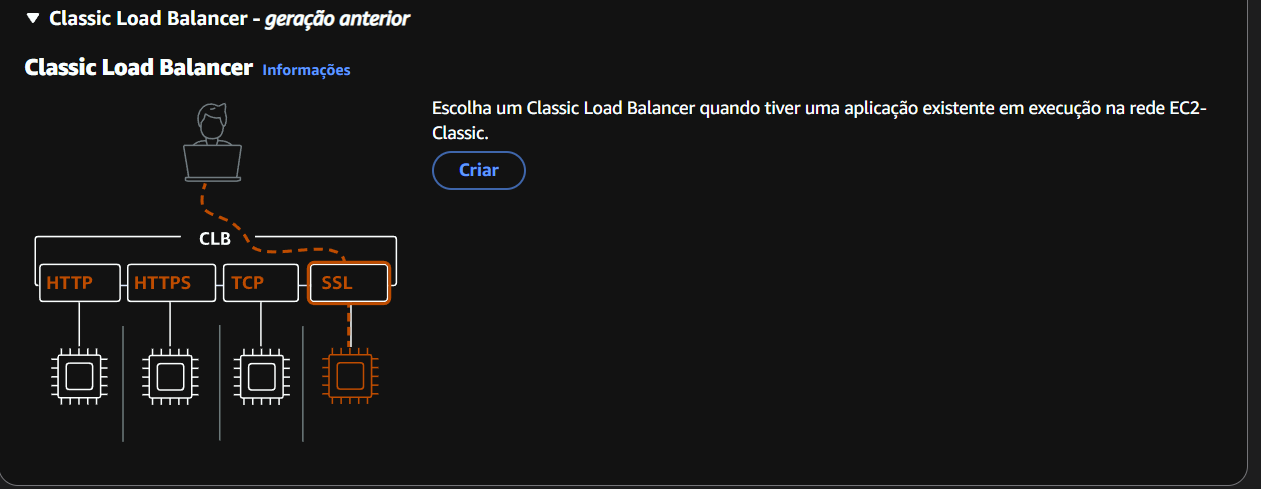 Classic Load Balancer - geração anterior
Classic Load Balancer Informações
Escolha um Classic Load Balancer quando tiver uma aplicação existente em execução na rede EC2-
Classic.
Criar
CLB
HTTP HTTPS TCP SSL